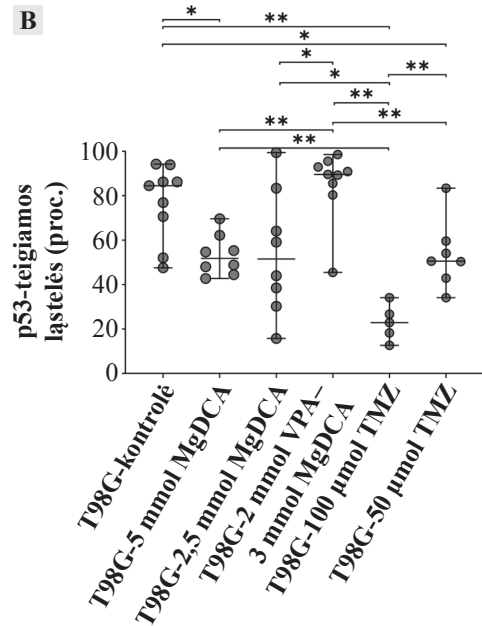 B
*
**
*
*
*
**
**
**
**
**
p53-teigiamos
ląstelės (proc.)
100
80
60
40
20
0
T98G-kontrolė
T98G-5 mmol MgDCA
T98G-2,5 mmol MgDCA
T98G-2 mmol VPA–
3 mmol MgDCA
T98G-100 µmol TMZ
T98G-50 µmol TMZ